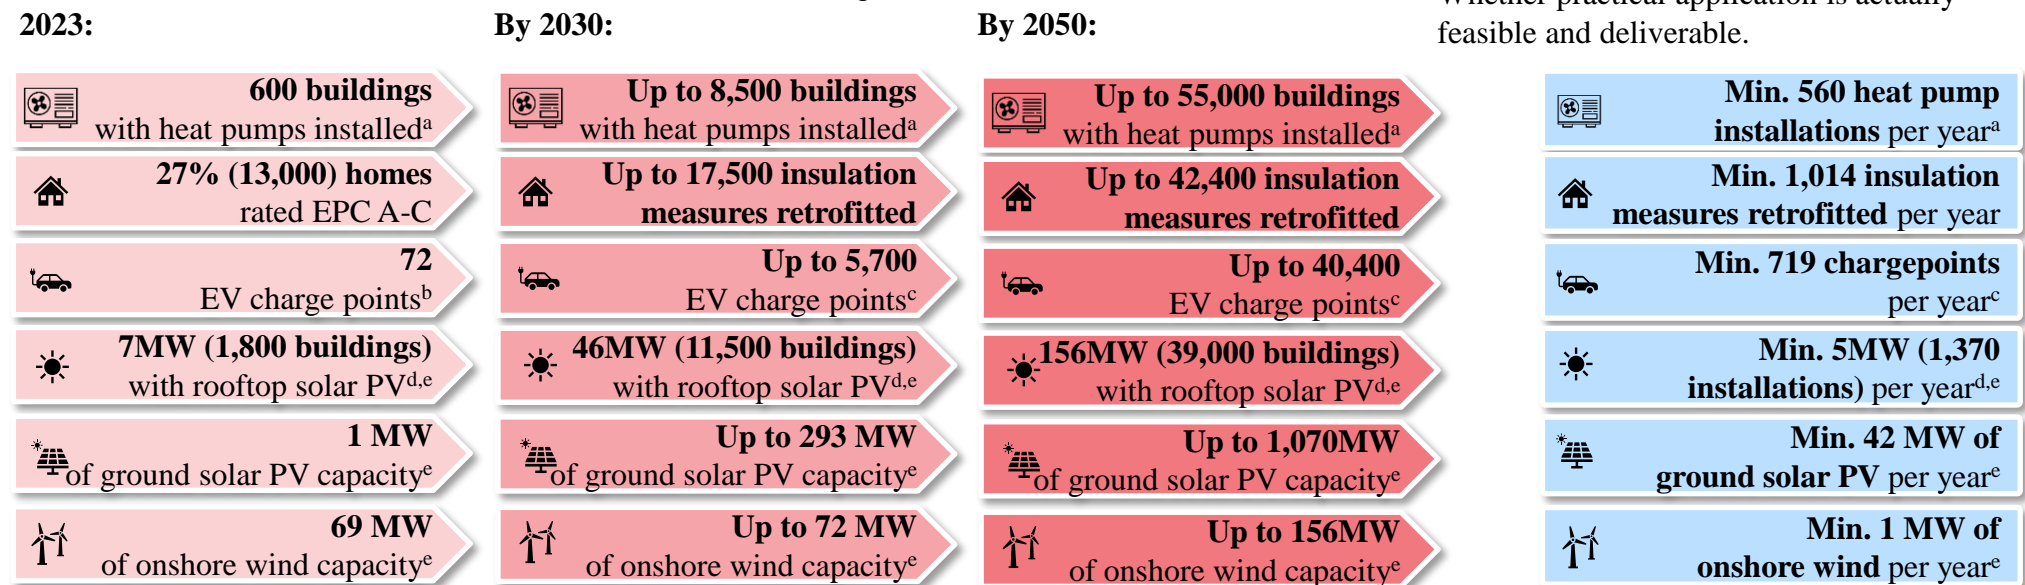 2023:
600 buildings
with heat pumps installedᵃ
27% (13,000) homes
rated EPC A-C
72
EV charge pointsᵇ
7MW (1,800 buildings)
with rooftop solar PVᵈ,ᵉ
1 MW
of ground solar PV capacityᵉ
69 MW
of onshore wind capacityᵉ
By 2030:
Up to 8,500 buildings
with heat pumps installedᵃ
Up to 17,500 insulation
measures retrofitted
Up to 5,700
EV charge pointsᶜ
46MW (11,500 buildings)
with rooftop solar PVᵈ,ᵉ
Up to 293 MW
of ground solar PV capacityᵉ
Up to 72 MW
of onshore wind capacityᵉ
By 2050:
Up to 55,000 buildings
with heat pumps installedᵃ
Up to 42,400 insulation
measures retrofitted
Up to 40,400
EV charge pointsᶜ
156MW (39,000 buildings)
with rooftop solar PVᵈ,ᵉ
Up to 1,070MW
of ground solar PV capacityᵉ
Up to 156MW
of onshore wind capacityᵉ
Whether practical application is actually
feasible and deliverable.
Min. 560 heat pump
installations per yearᵃ
Min. 1,014 insulation
measures retrofitted per year
Min. 719 chargepoints
per yearᶜ
Min. 5MW (1,370
installations) per yearᵈ,ᵉ
Min. 42 MW of
ground solar PV per yearᵉ
Min. 1 MW of
onshore wind per yearᵉ